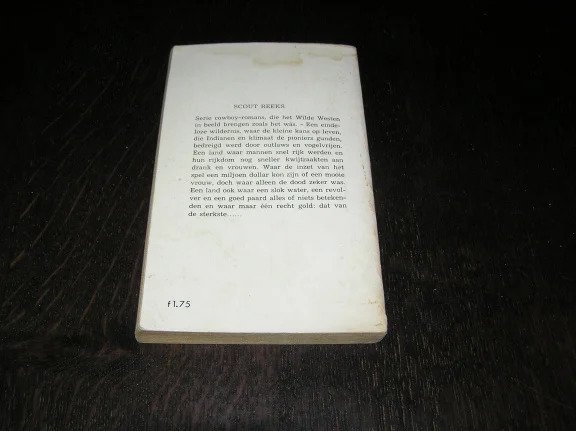 SCOUT REEKS
Serie cowboy-romans, die het Wilde Westen
in beeld brengen zoals het was. - Een einde-
loze wildernis, waar de kleine kans op leven,
die Indianen en klimaat de pioniers gunden,
bedreigd werd door outlaws en vogelvrijen.
Een land waar mannen snel rijk werden en
hun rijkdom nog sneller kwijtraakten aan
drank en vrouwen. Waar de inzet van het
spel een miljoen dollar kon zijn of een mooie
vrouw, doch waar alleen de dood zeker was.
Een land ook waar een slok water, een revol-
ver en een goed paard alles of niets beteken-
den en waar maar één recht gold: dat van
de sterkste......
f 1.75